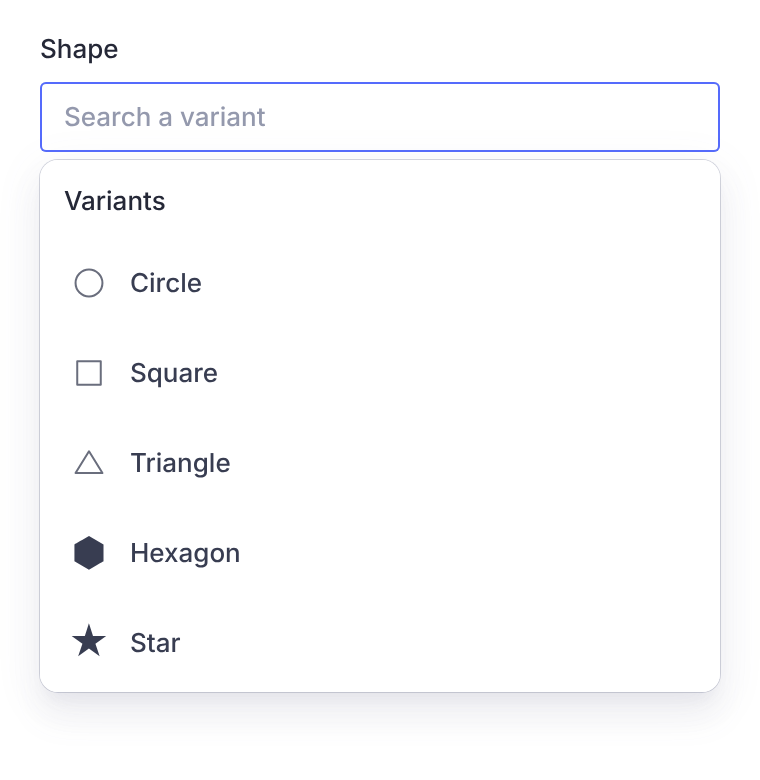 Shape
Search a variant
Variants
Circle
Square
Triangle
Hexagon
Star